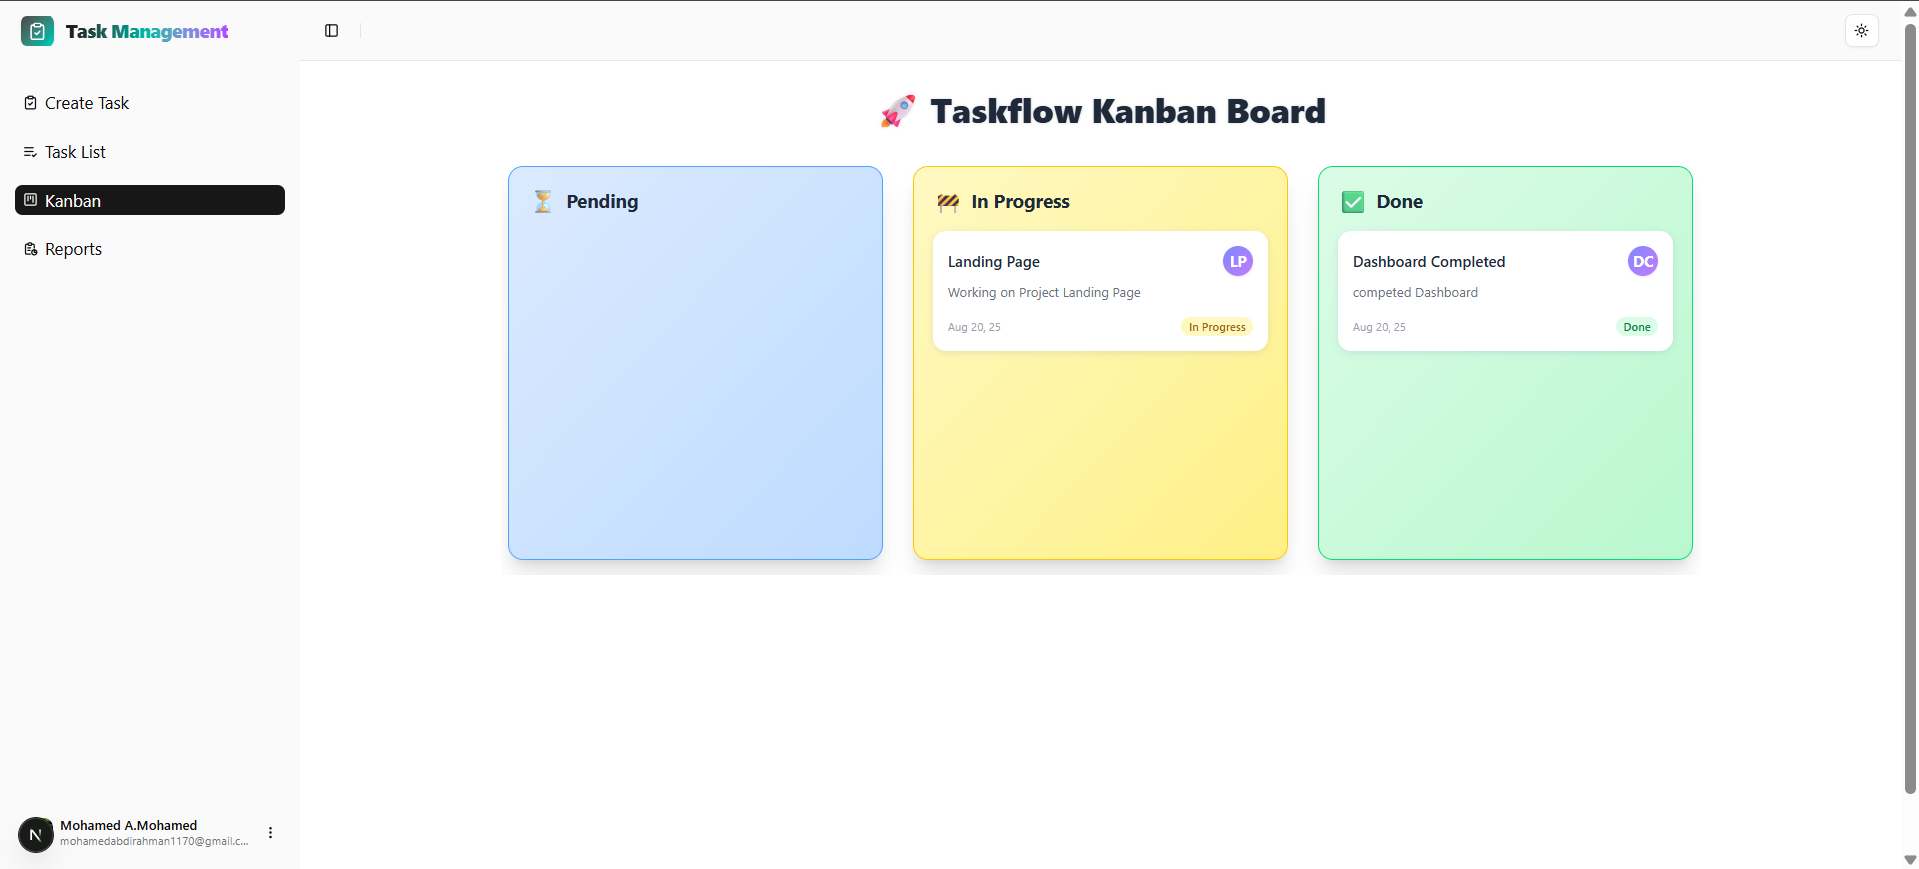 Task Management
Create Task
Task List
Kanban
Reports
Mohamed A.Mohamed
mohamedabdirahman1170@gmail.c...
Taskflow Kanban Board
Pending
In Progress
Landing Page
LP
Working on Project Landing Page
Aug 20, 25
In Progress
Done
Dashboard Completed
DC
competed Dashboard
Aug 20, 25
Done
N